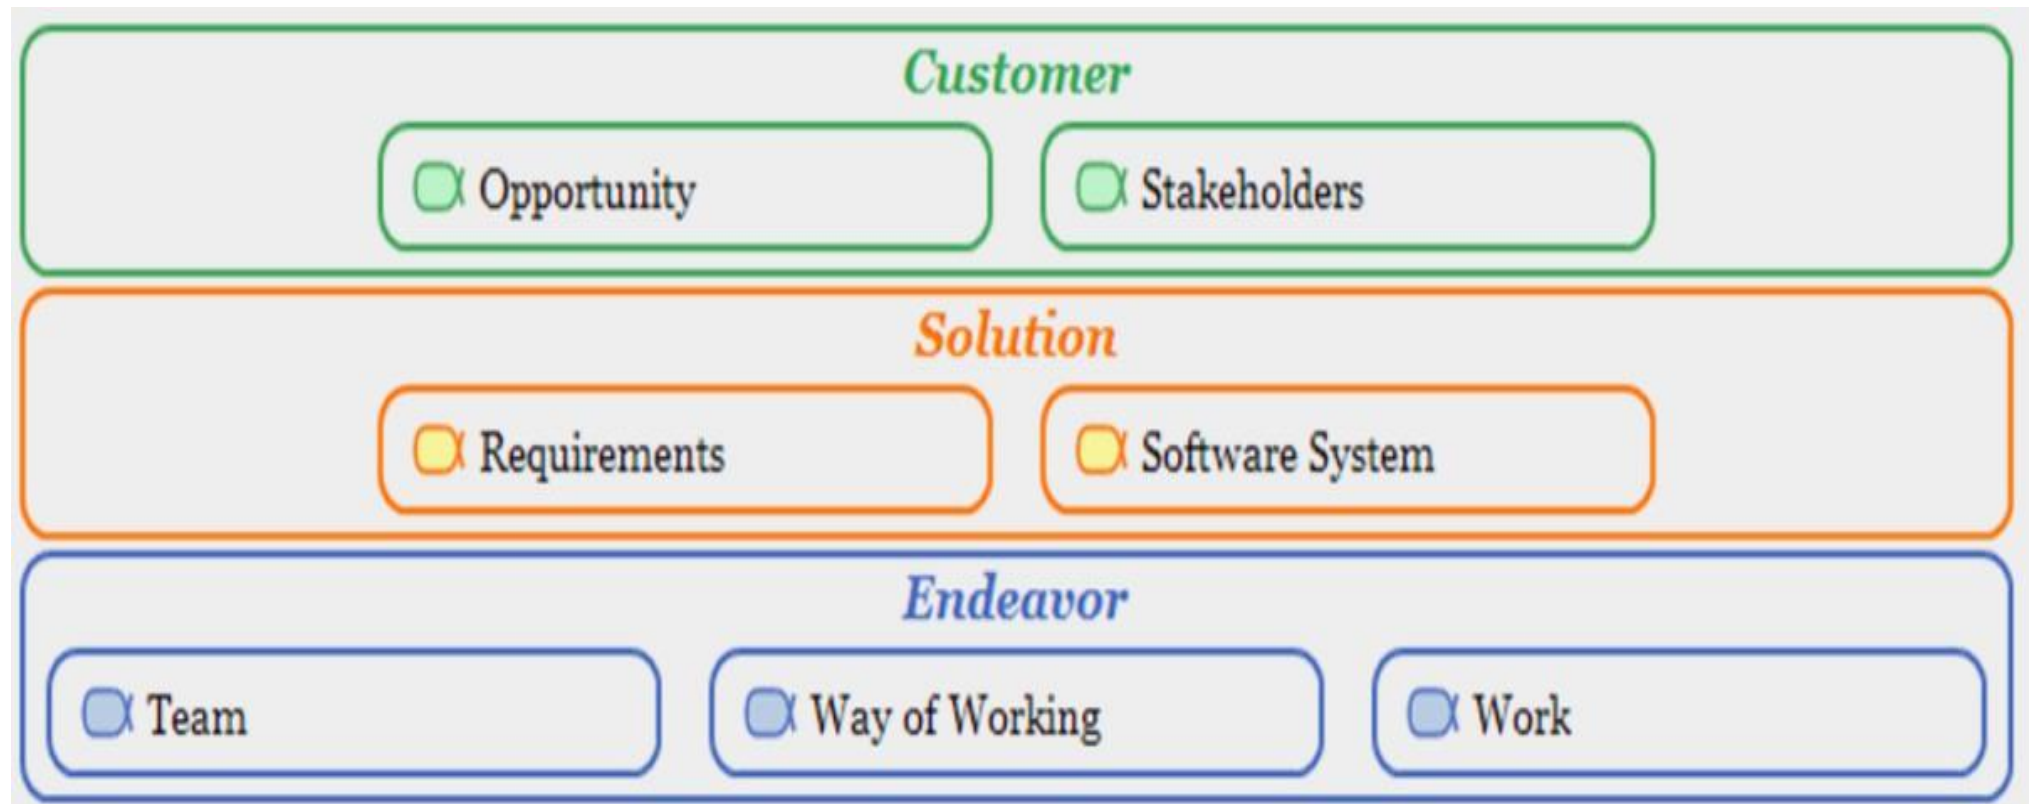 Customer
Opportunity
Stakeholders
Solution
Requirements
Software System
Endeavor
Team
Way of Working
Work